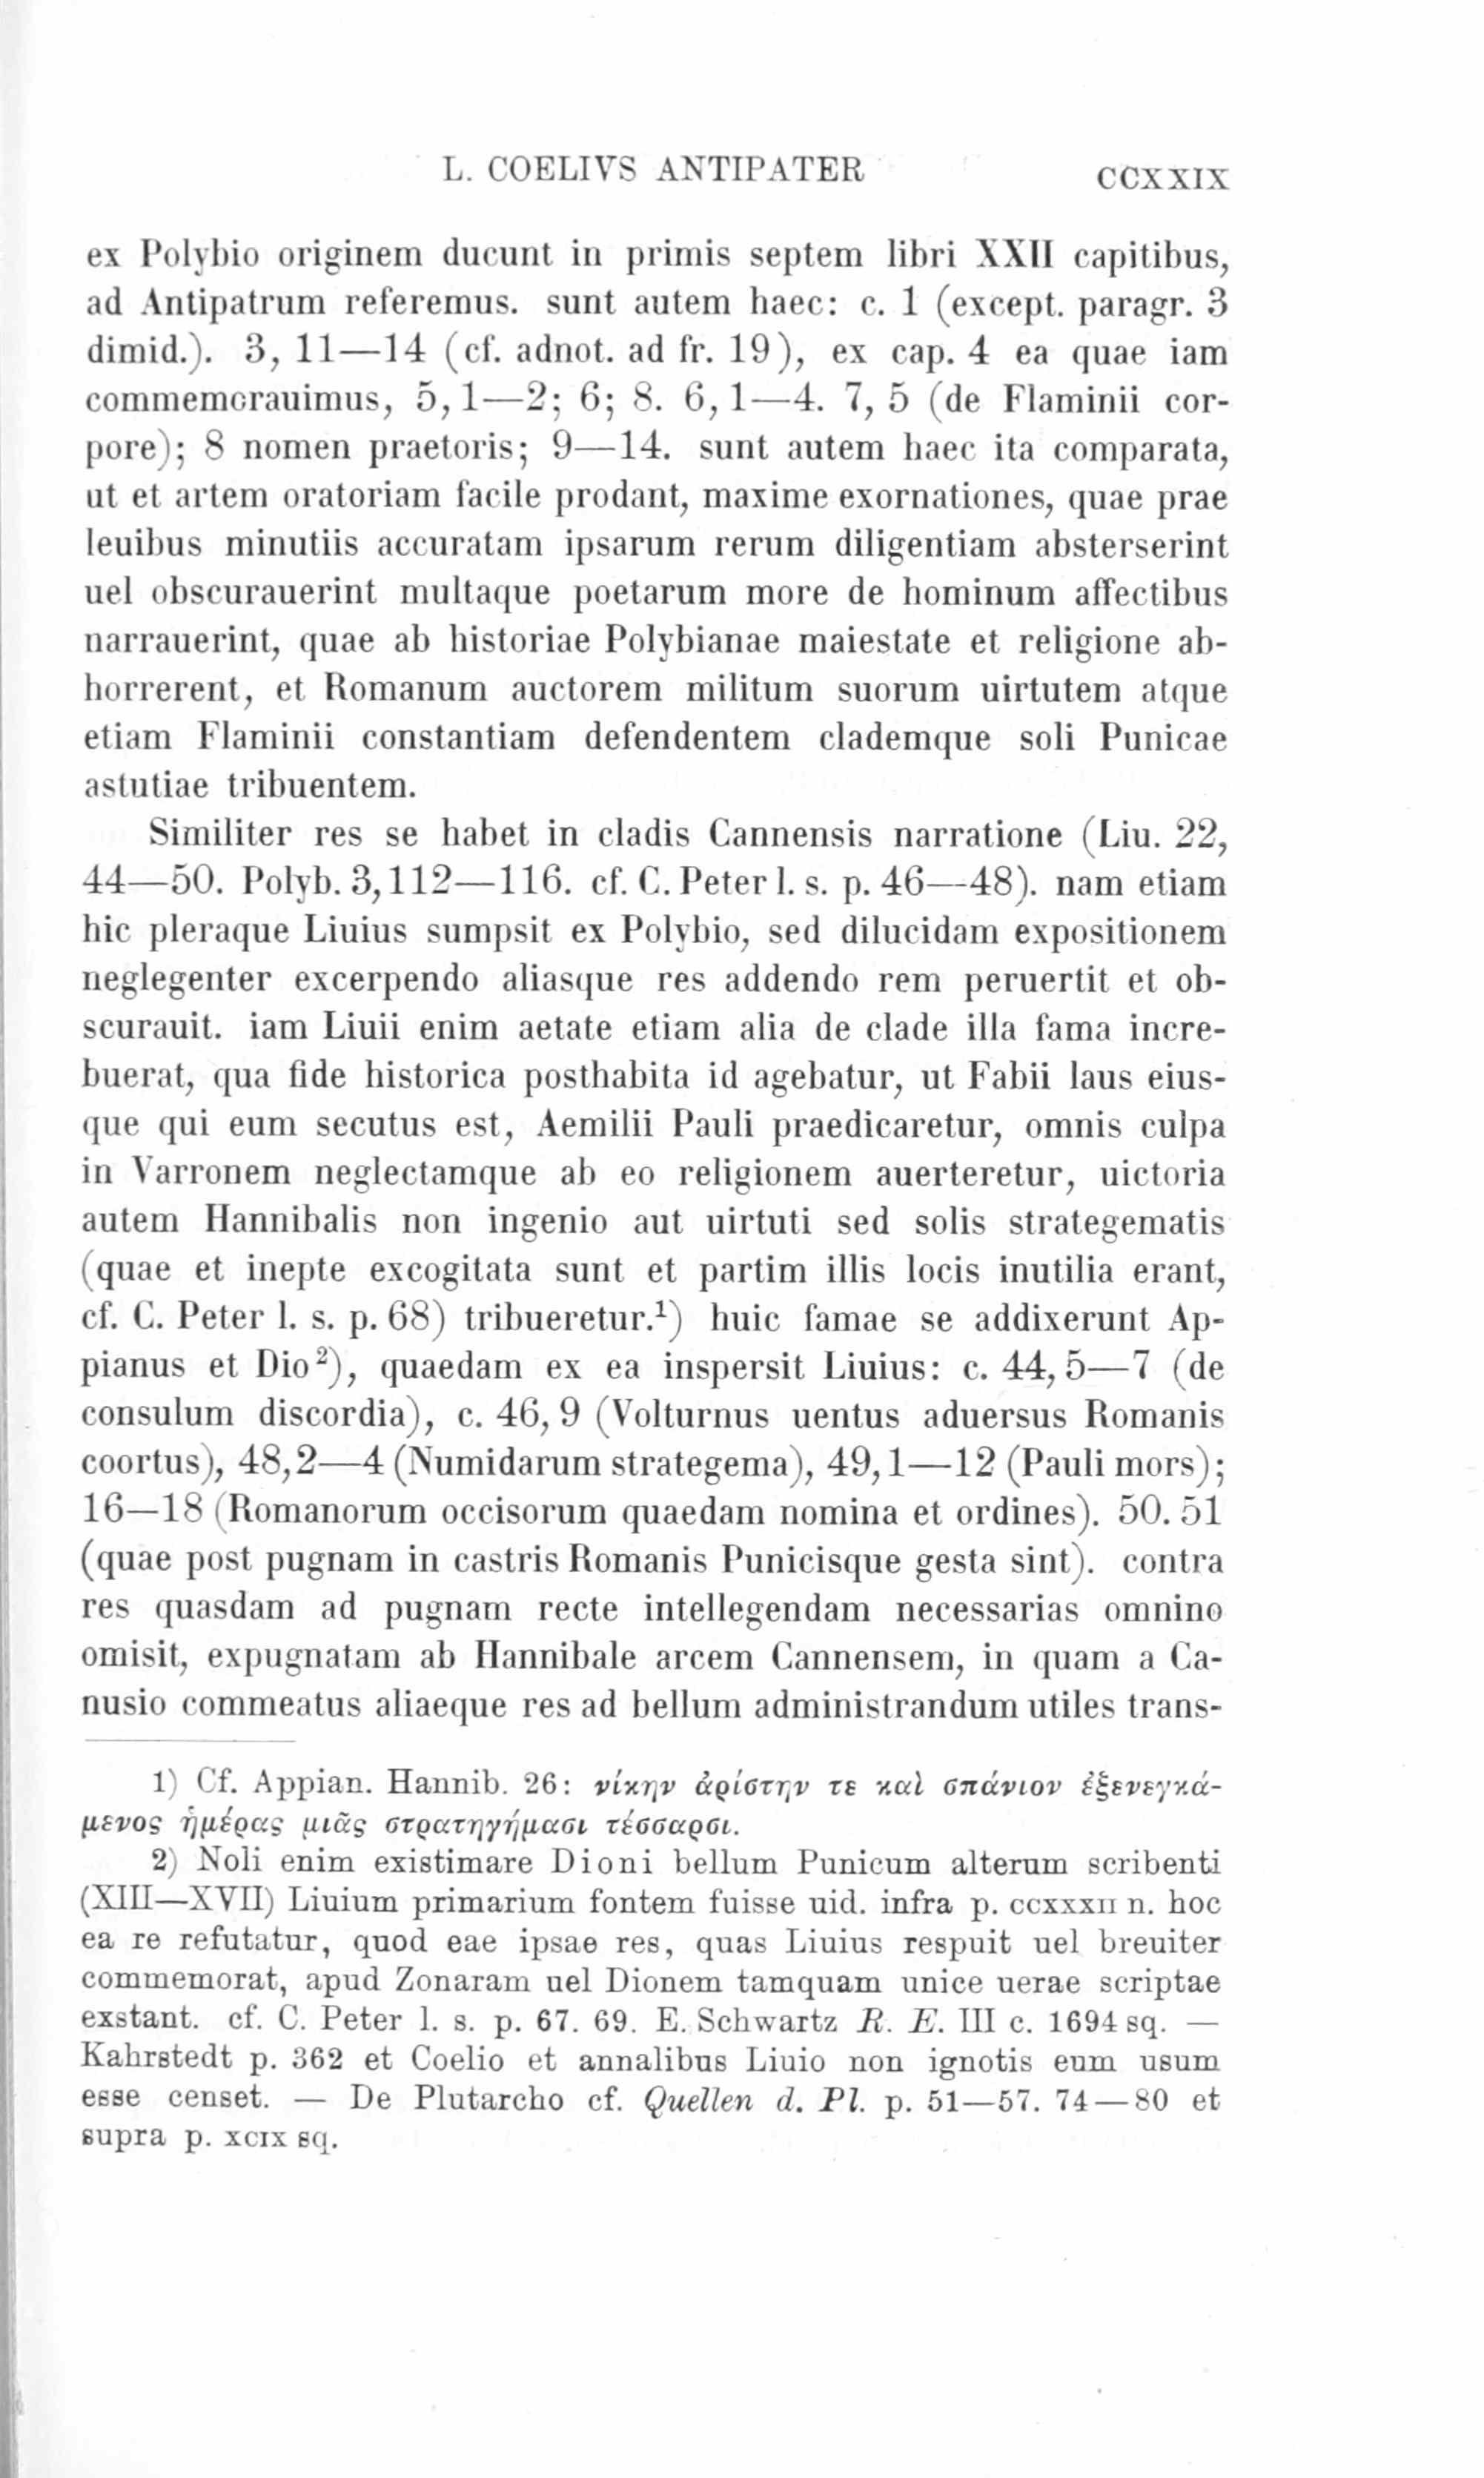 L. COELIVS ANTIPATER CCXXIX
ex Polybio originem ducunt in primis septem libri XXII capitibus,
ad Antipatrum referemus. sunt autem haec: c. 1 (except. paragr. 3
dimid.). 3, 11—14 (cf. adnot. ad fr. 19), ex cap. 4 ea quae iam
commemorauimus, 5, 1—2; 6; 8. 6, 1—4. 7, 5 (de Flaminii cor-
pore); 8 nomen praetoris; 9—14. sunt autem haec ita comparata,
ut et artem oratoriam facile prodant, maxime exornationes, quae prae
leuibus minutiis accuratam ipsarum rerum diligentiam absterserint
uel obscurauerint multaque poetarum more de hominum affectibus
narrauerint, quae ab historiae Polybianae maiestate et religione ab-
horrerent, et Romanum auctorem militum suorum uirtutem atque
etiam Flaminii constantiam defendentem clademque soli Punicae
astutiae tribuentem.
Similiter res se habet in cladis Cannensis narratione (Liu. 22,
44—50. Polyb. 3, 112—116. cf. C. Peter l. s. p. 46—48). nam etiam
hic pleraque Liuius sumpsit ex Polybio, sed dilucidam expositionem
neglegenter excerpendo aliasque res addendo rem peruertit et ob-
scurauit. iam Liuii enim aetate etiam alia de clade illa fama incre-
buerat, qua fide historica posthabita id agebatur, ut Fabii laus eius-
que qui eum secutus est, Aemilii Pauli praedicaretur, omnis culpa
in Varronem neglectamque ab eo religionem auerteretur, uictoria
autem Hannibalis non ingenio aut uirtuti sed solis strategematis
(quae et inepte excogitata sunt et partim illis locis inutilia erant,
cf. C. Peter l. s. p. 68) tribueretur.¹) huic famae se addixerunt Ap-
pianus et Dio²), quaedam ex ea inspersit Liuius: c. 44, 5—7 (de
consulum discordia), c. 46, 9 (Volturnus uentus aduersus Romanis
coortus), 48, 2—4 (Numidarum strategema), 49, 1—12 (Pauli mors);
16—18 (Romanorum occisorum quaedam nomina et ordines). 50. 51
(quae post pugnam in castris Romanis Punicisque gesta sint). contra
res quasdam ad pugnam recte intellegendam necessarias omnino
omisit, expugnatam ab Hannibale arcem Cannensem, in quam a Ca-
nusio commeatus aliaeque res ad bellum administrandum utiles trans-
1) Cf. Appian. Hannib. 26: νίκην ἀρίστην τε καὶ σπάνιον ἐξενεγκά-
μενος ἡμέρας μιᾶς στρατηγήμασι τέσσαρσι.
2) Noli enim existimare Dioni bellum Punicum alterum scribenti
(XIII—XVII) Liuium primarium fontem fuisse uid. infra p. CCXXXII n. hoc
ea re refutatur, quod eae ipsae res, quas Liuius respuit uel breuiter
commemorat, apud Zonaram uel Dionem tamquam unice uerae scriptae
exstant. cf. C. Peter l. s. p. 67. 69. E. Schwartz R. E. III c. 1694 sq. —
Kahrstedt p. 362 et Coelio et annalibus Liuio non ignotis eum usum
esse censet. — De Plutarcho cf. Quellen d. Pl. p. 51—57. 74—80 et
supra p. XCIX sq.